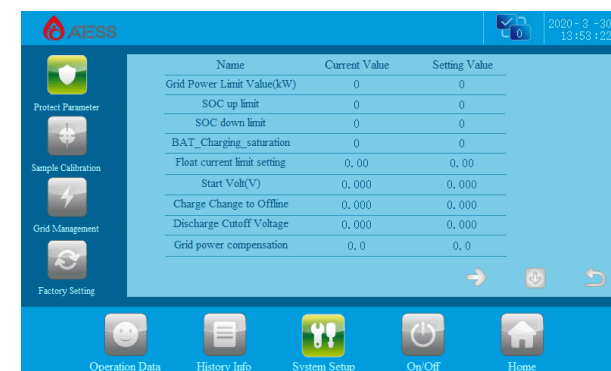 ATESS
0
2020-3-30
13:53:22
Name Current Value Setting Value
Grid Power Limit Value(kW) 0 0
SOC up limit 0 0
SOC down limit 0 0
BAT_Charging_saturation 0 0
Float current limit setting 0.00 0.00
Start Volt(V) 0.000 0.000
Charge Change to Offline 0.000 0.000
Discharge Cutoff Voltage 0.000 0.000
Grid power compensation 0.0 0.0
Protect Parameter
Sample Calibration
Grid Management
Factory Setting
Operation Data
History Info
System Setup
On/Off
Home